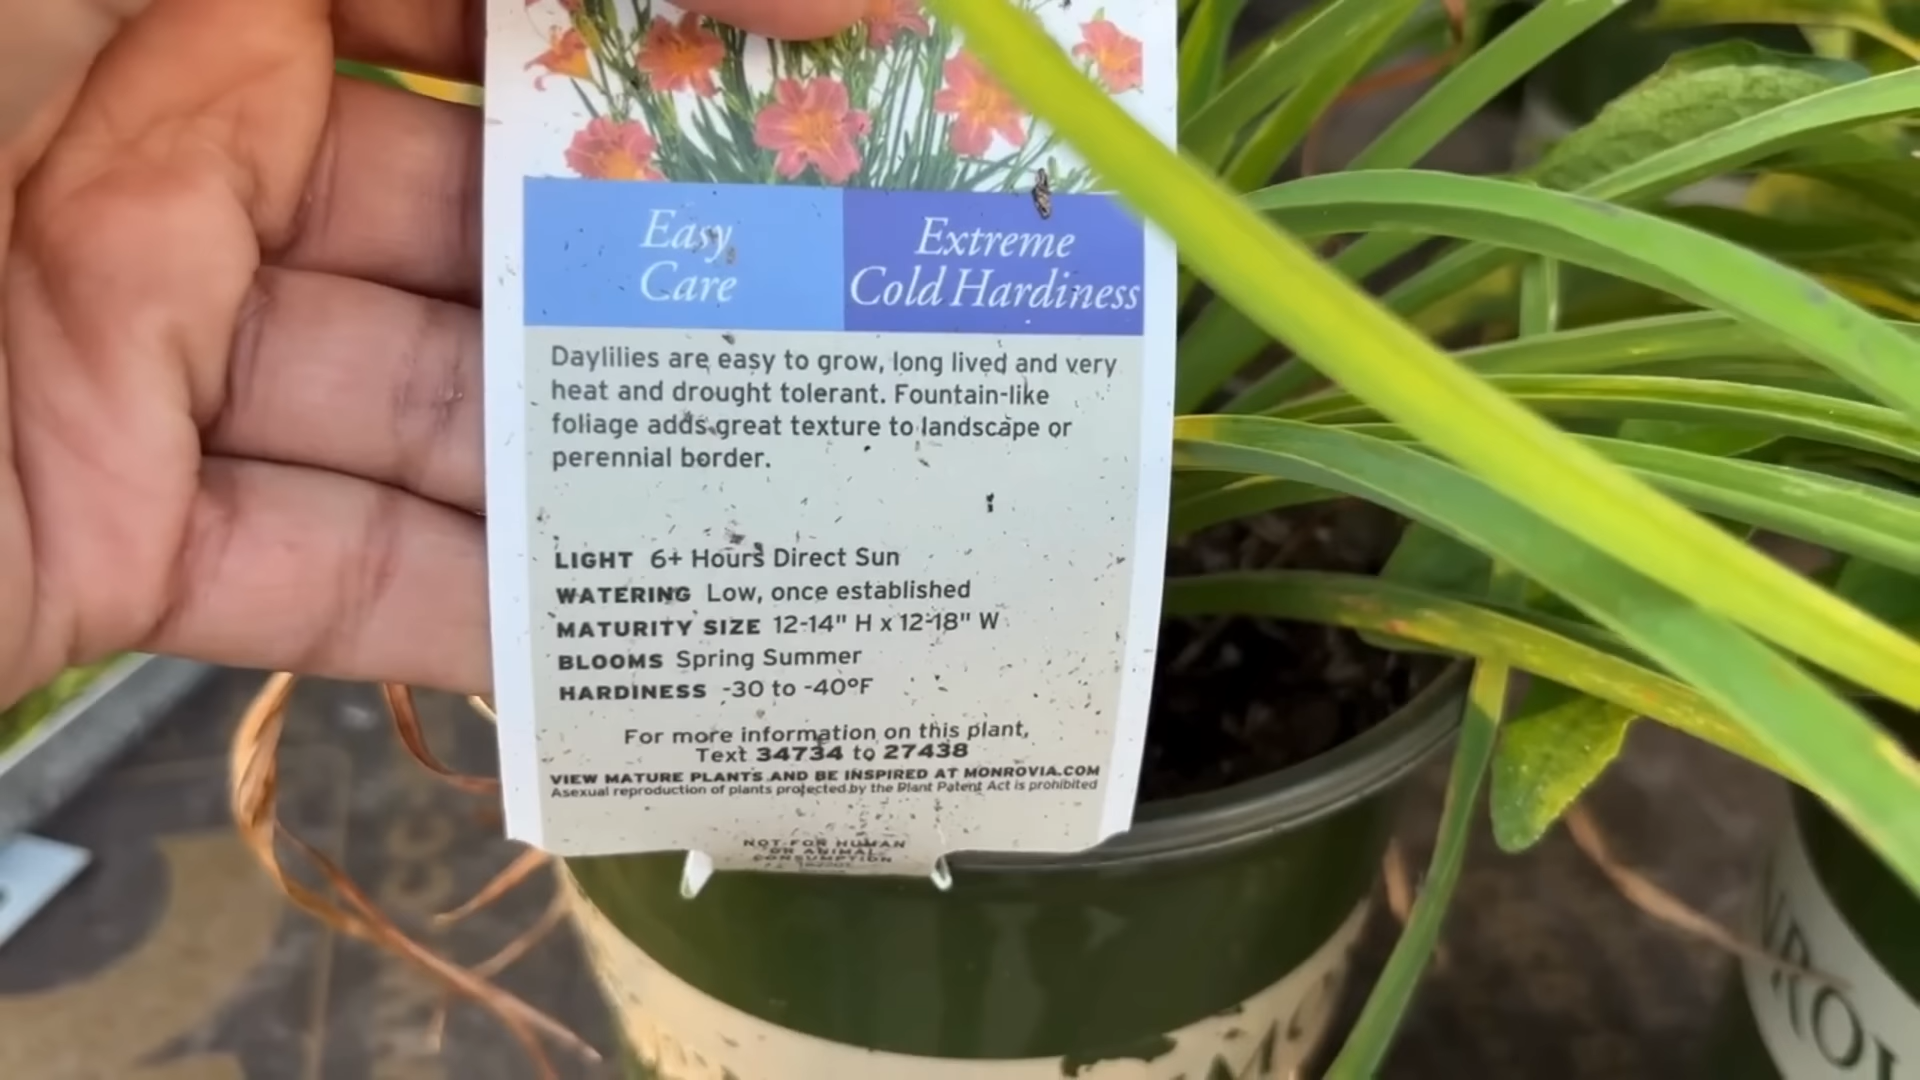 Easy
Care
Extreme
Cold Hardiness
Daylilies are easy to grow, long lived and very
heat and drought tolerant. Fountain-like
foliage adds great texture to landscape or
perennial border.
LIGHT 6+ Hours Direct Sun
WATERING Low, once established
MATURITY SIZE 12-14" H x 12-18" W
BLOOMS Spring Summer
HARDINESS -30 to -40°F
For more information on this plant,
Text 34734 to 27438
VIEW MATURE PLANTS AND BE INSPIRED AT MONROVIA.COM
Asexual reproduction of plants protected by the Plant Patent Act is prohibited
NOT FOR HUMAN
OR ANIMAL
CONSUMPTION